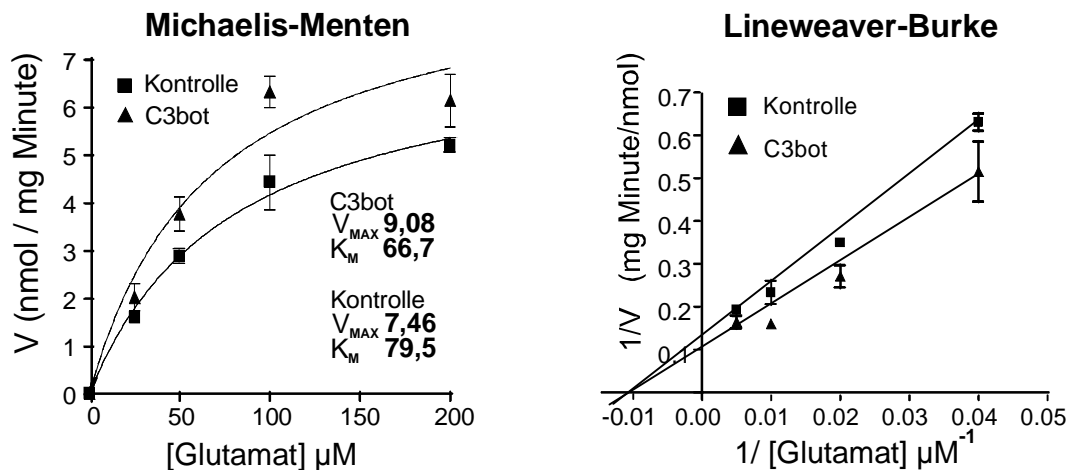 Michaelis-Menten
7
6
5
4
3
2
1
0
V (nmol / mg Minute)
Kontrolle
C3bot
C3bot
VMAX 9,08
KM 66,7
Kontrolle
VMAX 7,46
KM 79,5
0 50 100 150 200
[Glutamat] µM
Lineweaver-Burke
0.7
0.6
0.5
0.4
0.3
0.2
0.1
1/V (mg Minute/nmol)
Kontrolle
C3bot
-0.01 0.00 0.01 0.02 0.03 0.04 0.05
1/ [Glutamat] µM-1